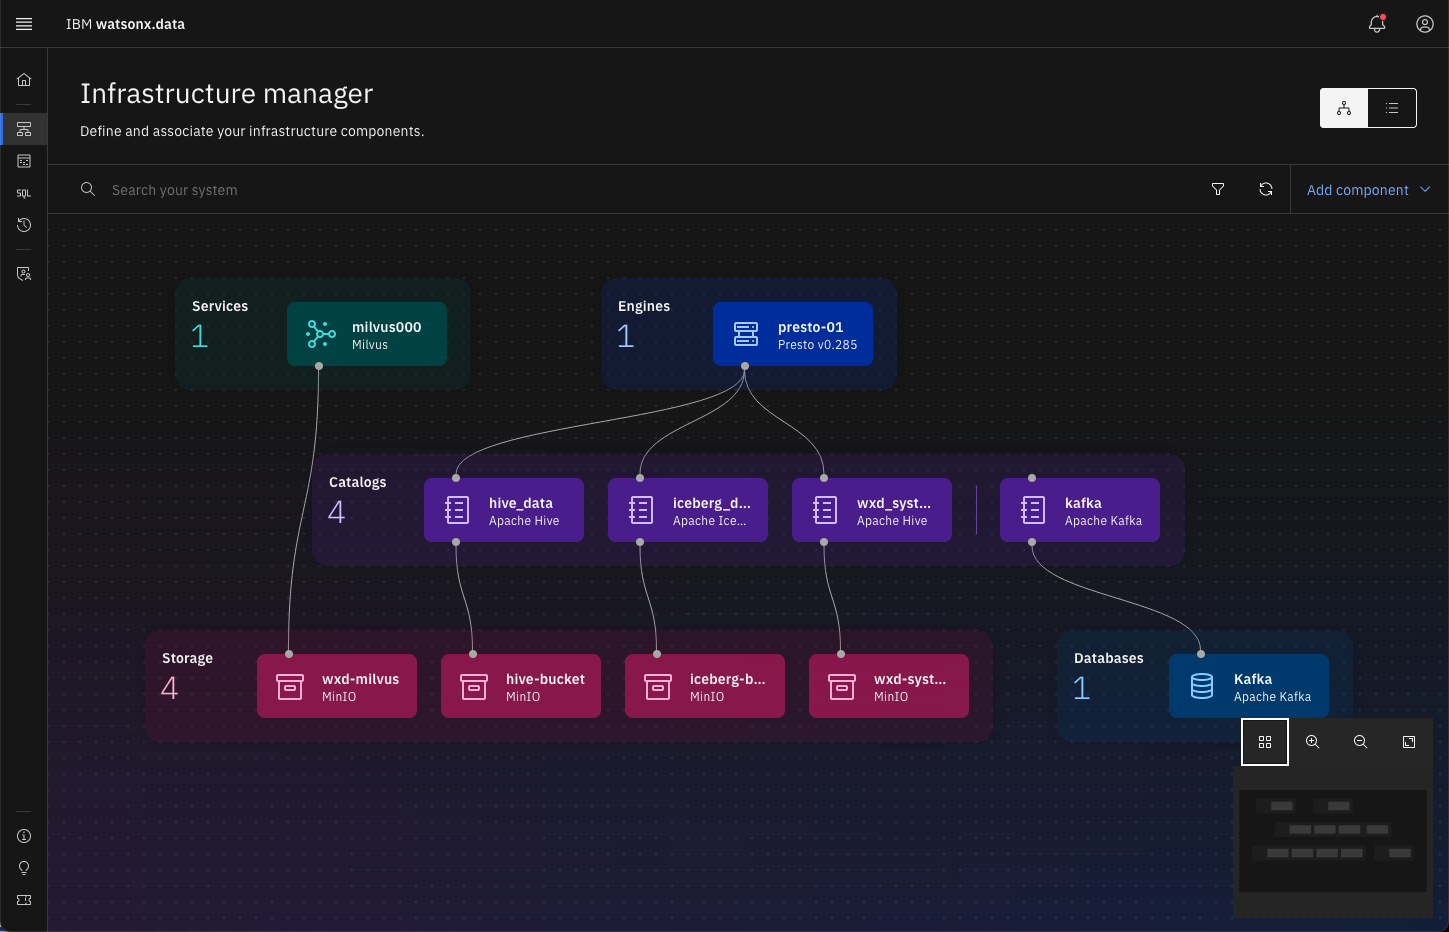 IBM watsonx.data
Infrastructure manager
Define and associate your infrastructure components.
Search your system
Add component
SQL
Services
1
milvus000
Milvus
Engines
1
presto-01
Presto v0.285
Catalogs
4
hive_data
Apache Hive
iceberg_d...
Apache Ice...
wxd_syst...
Apache Hive
kafka
Apache Kafka
Storage
4
wxd-milvus
MinIO
hive-bucket
MinIO
iceberg-b...
MinIO
wxd-syst...
MinIO
Databases
1
Kafka
Apache Kafka